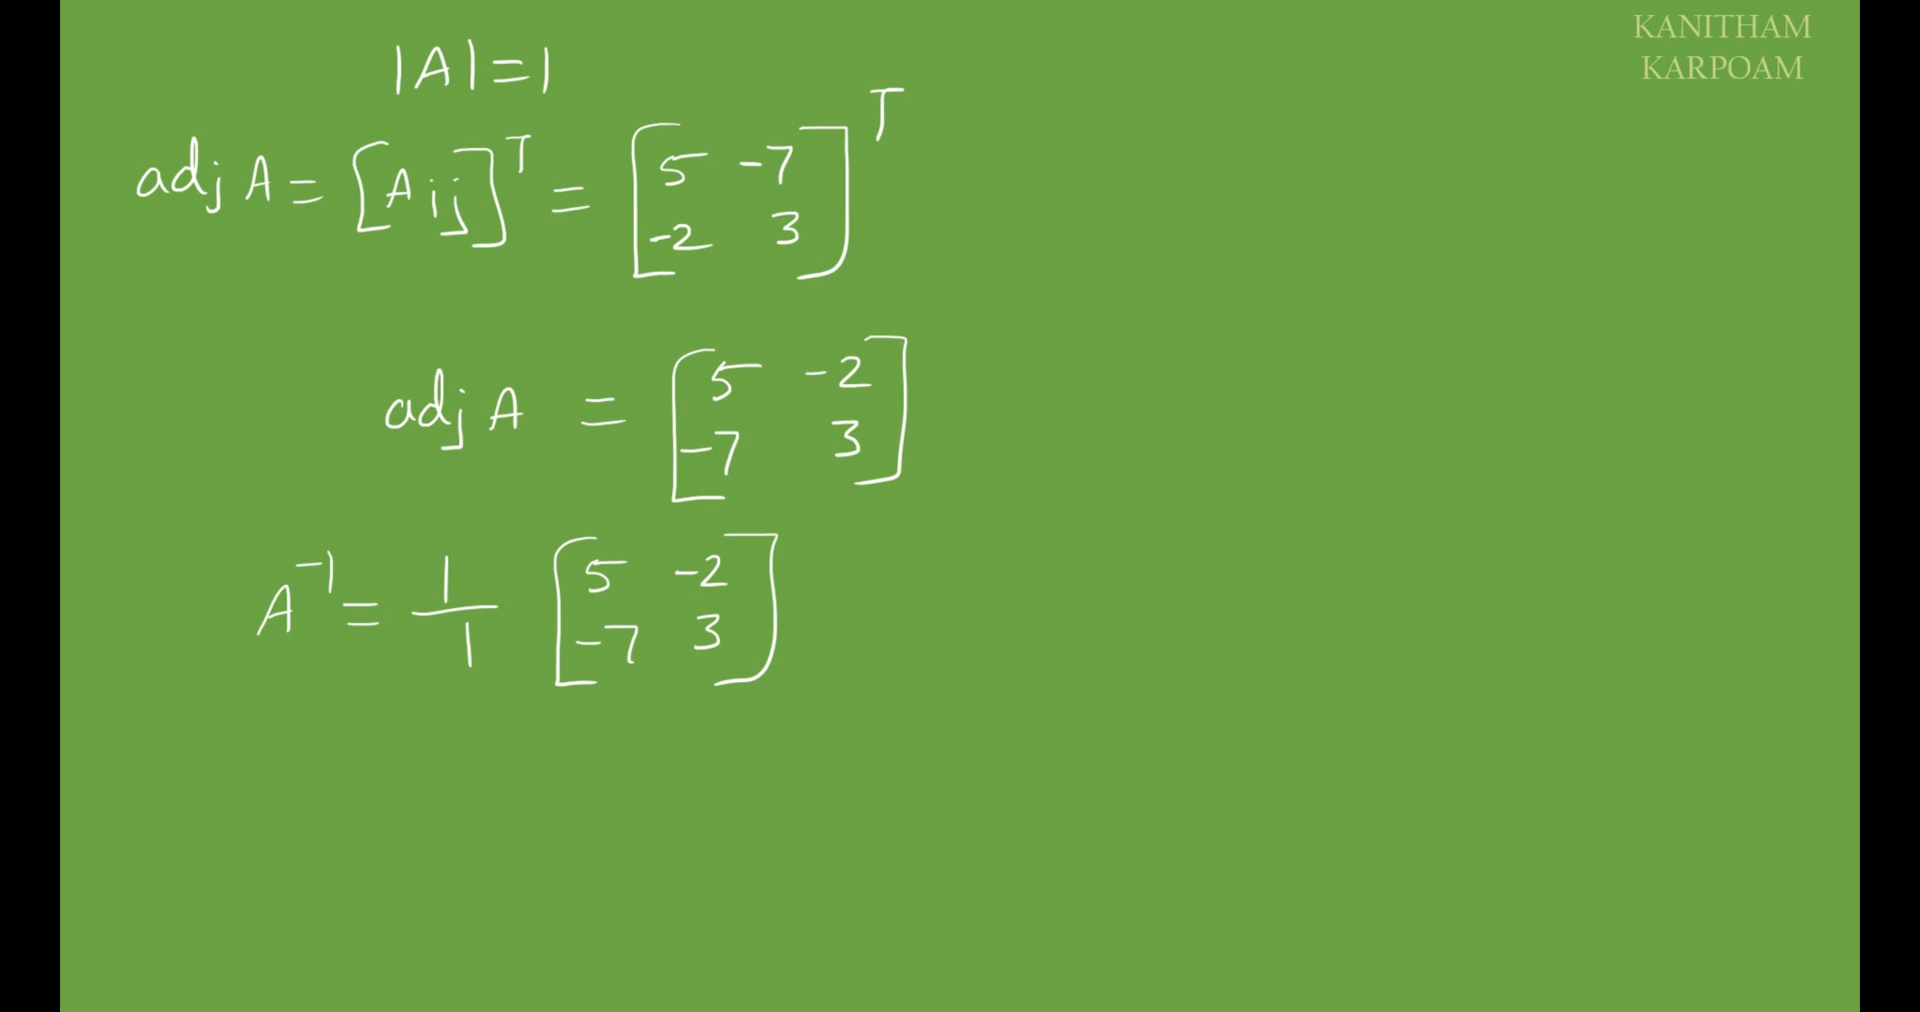 KANITHAM
KARPOAM
|A| = 1
adj A = [Aij]ᵀ = [5 -7
-2 3]ᵀ
adj A = [5 -2
-7 3]
A⁻¹ = 1/1 [5 -2
-7 3]